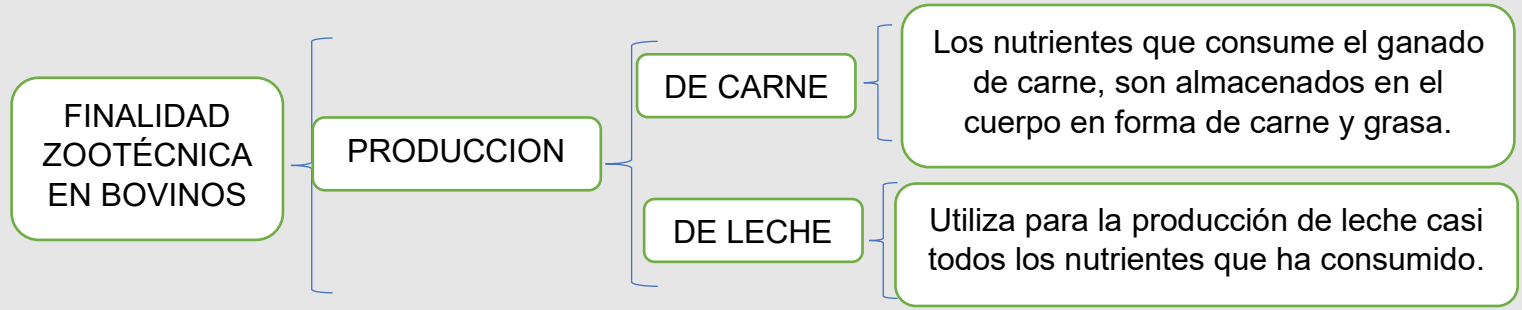 FINALIDAD
ZOOTÉCNICA
EN BOVINOS
PRODUCCION
DE CARNE
Los nutrientes que consume el ganado
de carne, son almacenados en el
cuerpo en forma de carne y grasa.
DE LECHE
Utiliza para la producción de leche casi
todos los nutrientes que ha consumido.